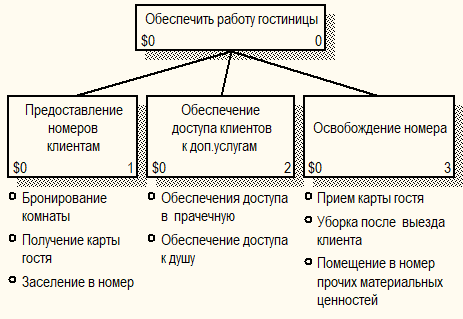 Обеспечить работу гостиницы
$0 0
Предоставление
номеров
клиентам
$0 1
Обеспечение
доступа клиентов
к доп.услугам
$0 2
Освобождение номера
$0 3
Бронирование
комнаты
Получение карты
гостя
Заселение в номер
Обеспечения доступа
в прачечную
Обеспечение доступа
к душу
Прием карты гостя
Уборка после выезда
клиента
Помещение в номер
прочих материальных
ценностей